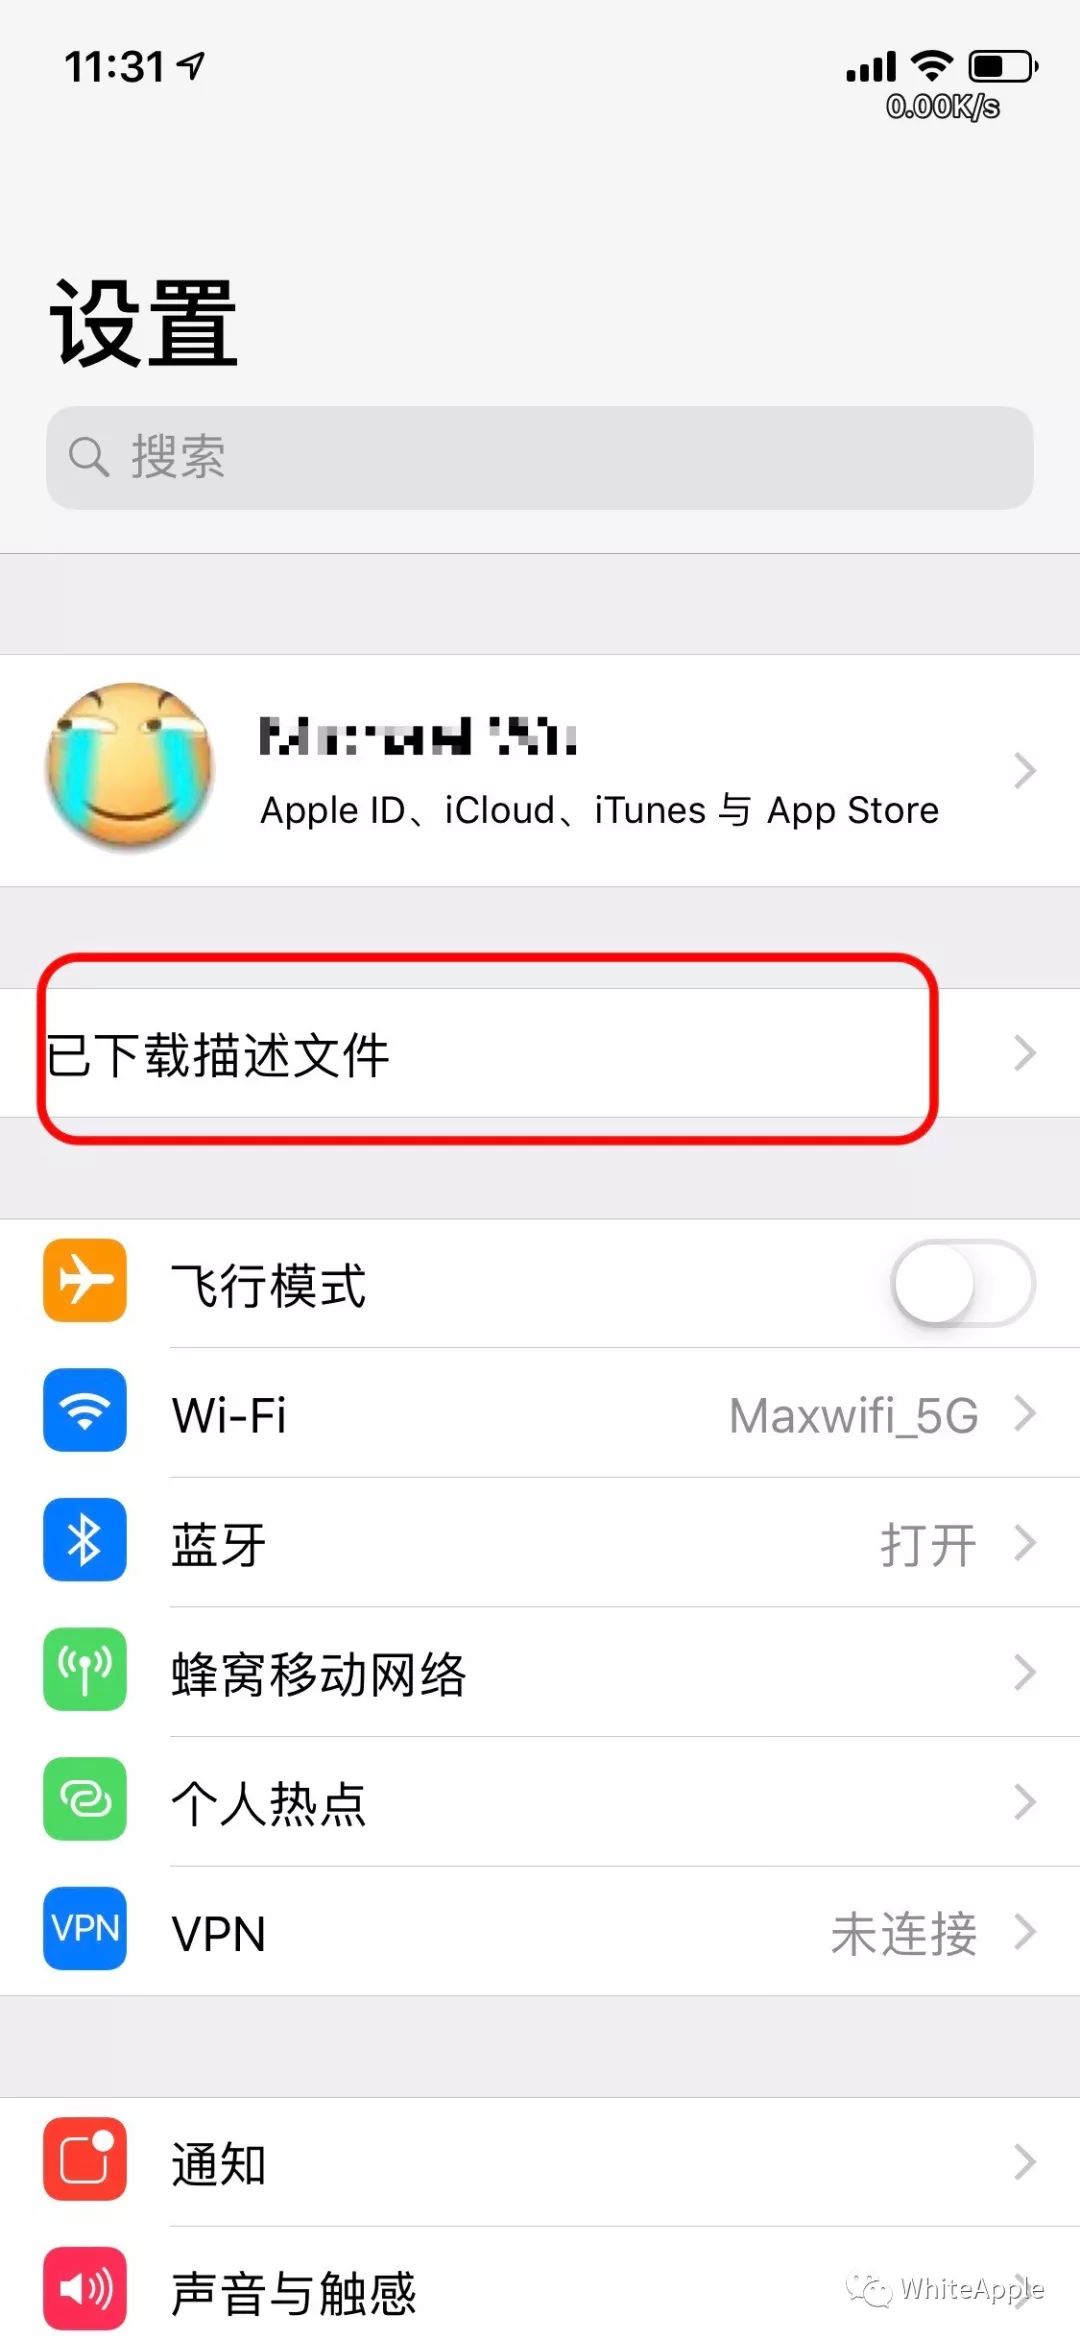 11:31
0.00K/s
设置
搜索
Apple ID、iCloud、iTunes 与 App Store
已下载描述文件
飞行模式
Wi-Fi Maxwifi_5G
蓝牙 打开
蜂窝移动网络
个人热点
VPN VPN 未连接
通知
声音与触感
WhiteApple